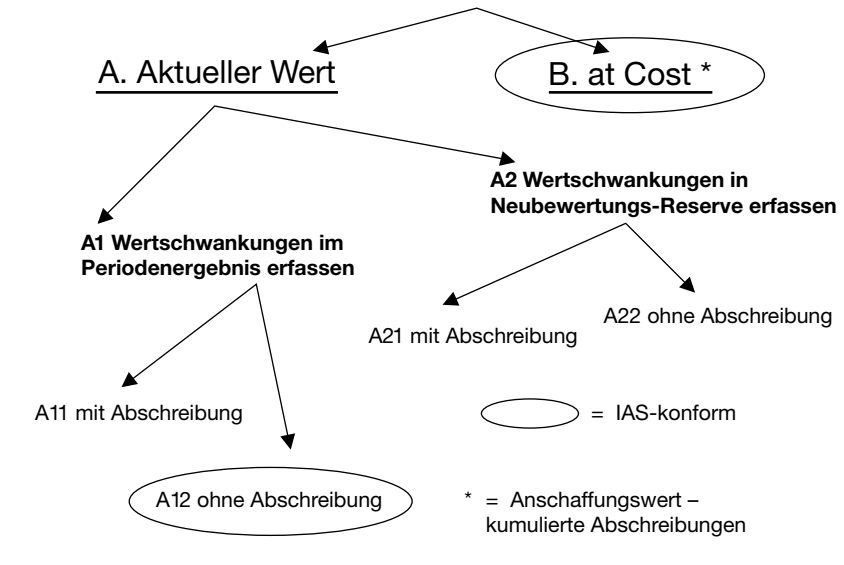 A. Aktueller Wert
B. at Cost *
A2 Wertschwankungen in
Neubewertungs-Reserve erfassen
A1 Wertschwankungen im
Periodenergebnis erfassen
A21 mit Abschreibung
A22 ohne Abschreibung
A11 mit Abschreibung
= IAS-konform
A12 ohne Abschreibung
* = Anschaffungswert –
kumulierte Abschreibungen